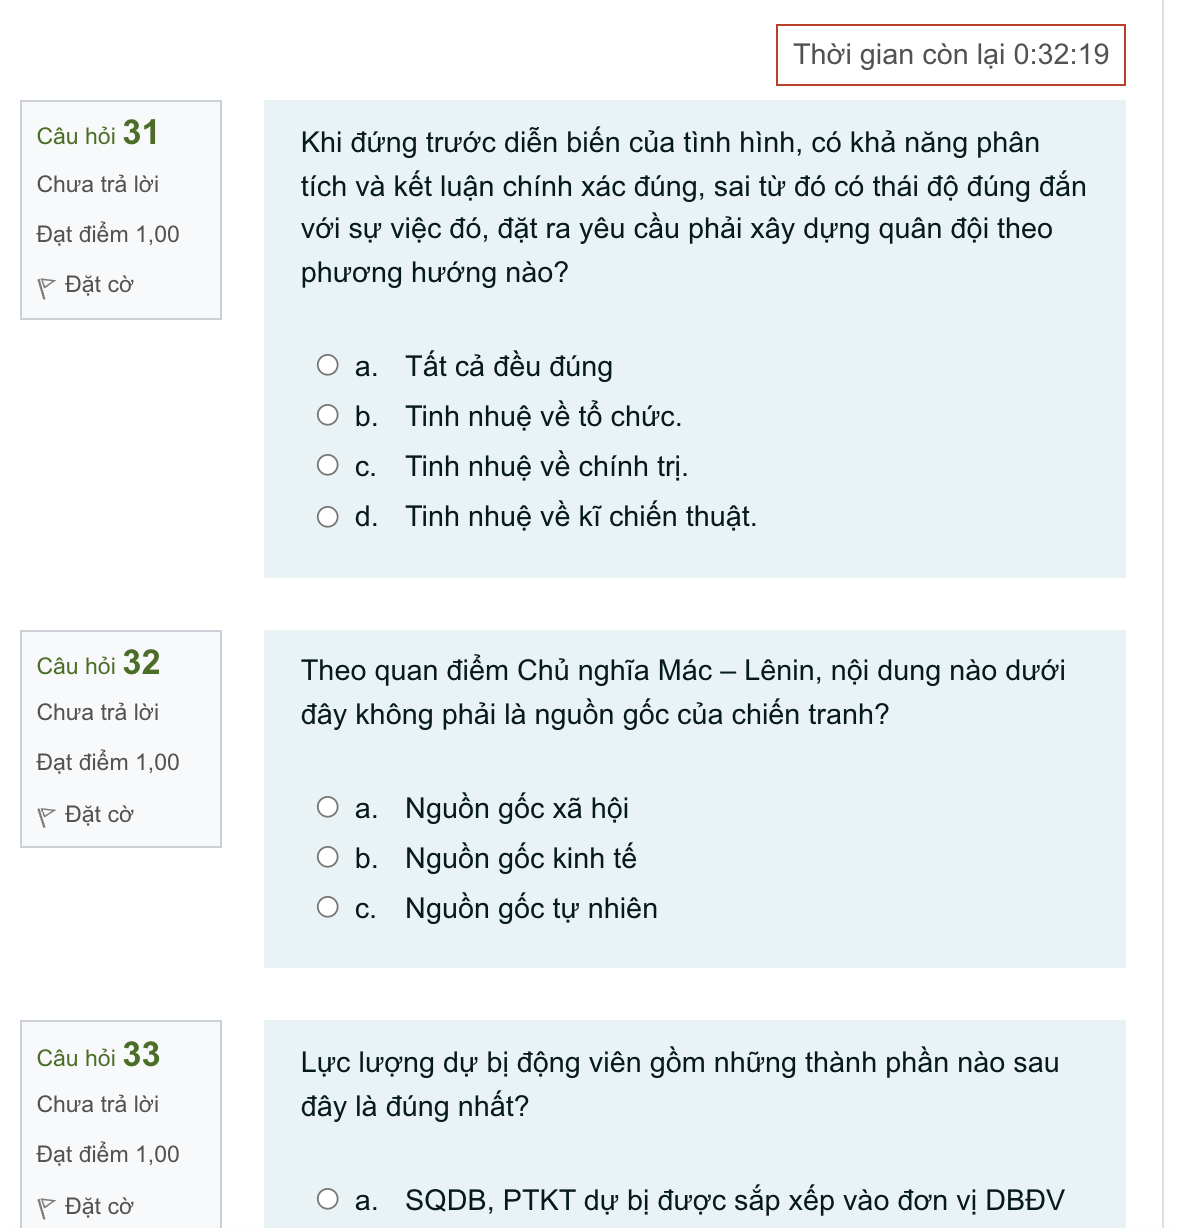 Thời gian còn lại 0:32:19
Câu hỏi 31
Chưa trả lời
Đạt điểm 1,00
Đặt cờ
Khi đứng trước diễn biến của tình hình, có khả năng phân
tích và kết luận chính xác đúng, sai từ đó có thái độ đúng đắn
với sự việc đó, đặt ra yêu cầu phải xây dựng quân đội theo
phương hướng nào?
a. Tất cả đều đúng
b. Tinh nhuệ về tổ chức.
c. Tinh nhuệ về chính trị.
d. Tinh nhuệ về kĩ chiến thuật.
Câu hỏi 32
Chưa trả lời
Đạt điểm 1,00
Đặt cờ
Theo quan điểm Chủ nghĩa Mác – Lênin, nội dung nào dưới
đây không phải là nguồn gốc của chiến tranh?
a. Nguồn gốc xã hội
b. Nguồn gốc kinh tế
c. Nguồn gốc tự nhiên
Câu hỏi 33
Chưa trả lời
Đạt điểm 1,00
Đặt cờ
Lực lượng dự bị động viên gồm những thành phần nào sau
đây là đúng nhất?
a. SQDB, PTKT dự bị được sắp xếp vào đơn vị DBĐV